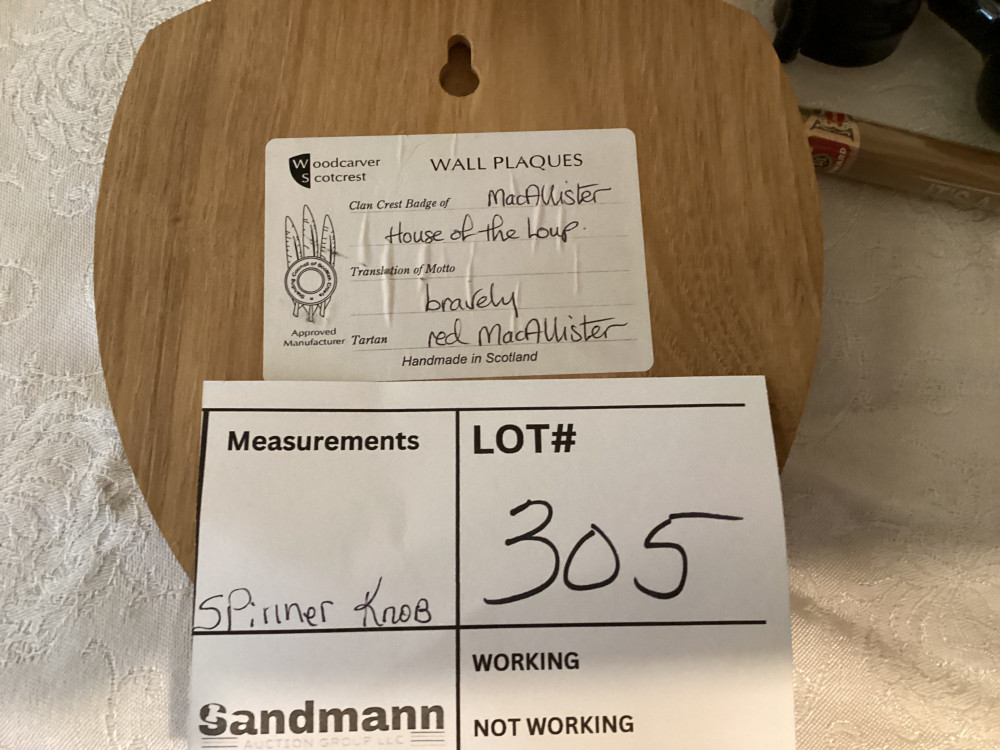 Woodcarver
Scotcrest
WALL PLAQUES
Clan Crest Badge of MacAllister
House of the Loup.
Translation of Motto
bravely
Approved
Manufacturer
Tartan red MacAllister
Handmade in Scotland
Measurements
Spinner Knob
LOT#
305
WORKING
NOT WORKING
Sandmann
AUCTION GROUP LLC